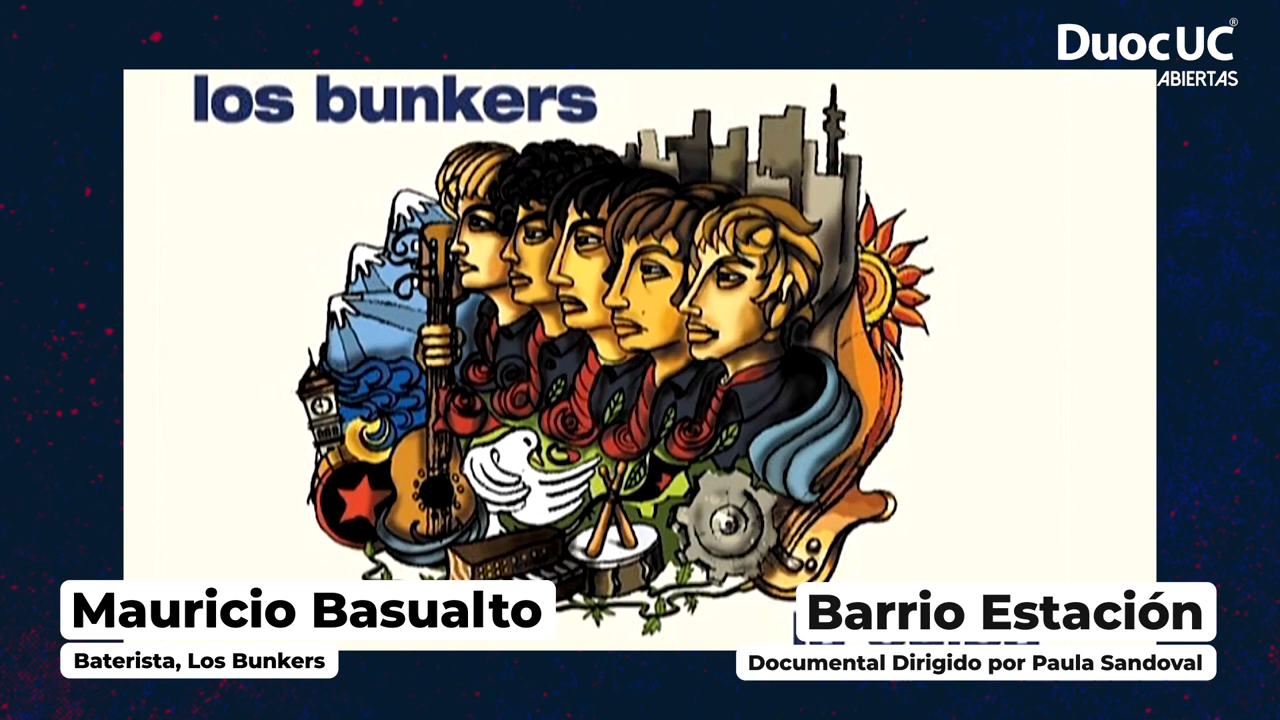 DuocUC®
ABIERTAS
los bunkers
Mauricio Basualto
Baterista, Los Bunkers
Barrio Estación
Documental Dirigido por Paula Sandoval